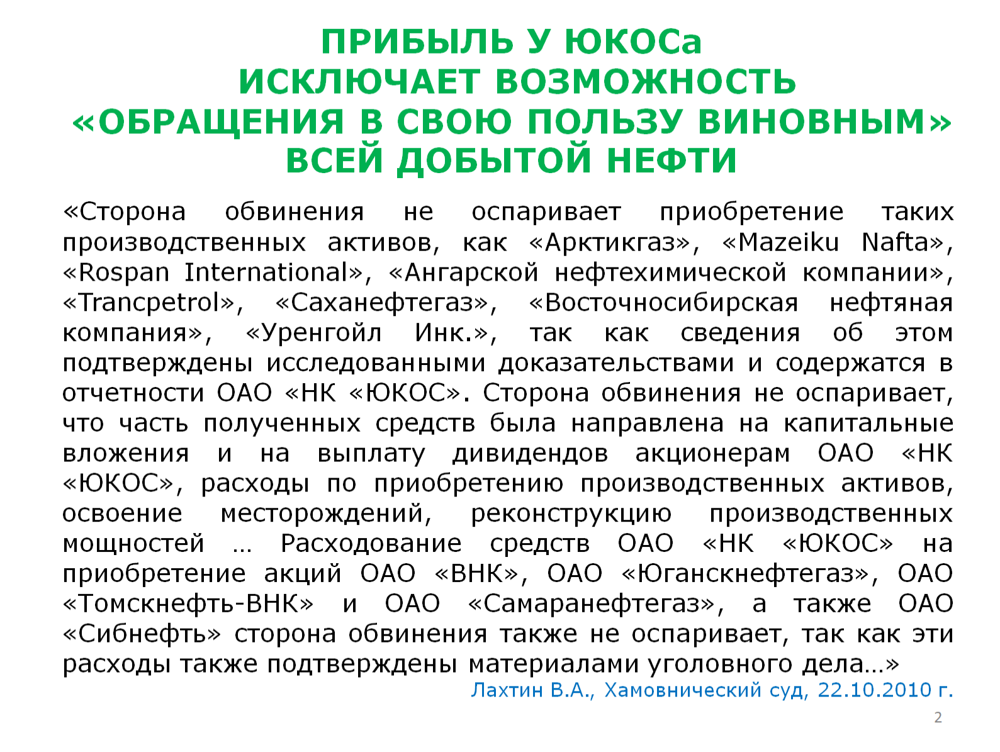 ПРИБЫЛЬ У ЮКОСа
ИСКЛЮЧАЕТ ВОЗМОЖНОСТЬ
«ОБРАЩЕНИЯ В СВОЮ ПОЛЬЗУ ВИНОВНЫМ»
ВСЕЙ ДОБЫТОЙ НЕФТИ
«Сторона обвинения не оспаривает приобретение таких
производственных активов, как «Арктикгаз», «Mazeiku Nafta»,
«Rospan International», «Ангарской нефтехимической компании»,
«Trancpetrol», «Саханефтегаз», «Восточносибирская нефтяная
компания», «Уренгойл Инк.», так как сведения об этом
подтверждены исследованными доказательствами и содержатся в
отчетности ОАО «НК «ЮКОС». Сторона обвинения не оспаривает,
что часть полученных средств была направлена на капитальные
вложения и на выплату дивидендов акционерам ОАО «НК
«ЮКОС», расходы по приобретению производственных активов,
освоение месторождений, реконструкцию производственных
мощностей … Расходование средств ОАО «НК «ЮКОС» на
приобретение акций ОАО «ВНК», ОАО «Юганскнефтегаз», ОАО
«Томскнефть-ВНК» и ОАО «Самаранефтегаз», а также ОАО
«Сибнефть» сторона обвинения также не оспаривает, так как эти
расходы также подтверждены материалами уголовного дела…»
Лахтин В.А., Хамовнический суд, 22.10.2010 г.
2